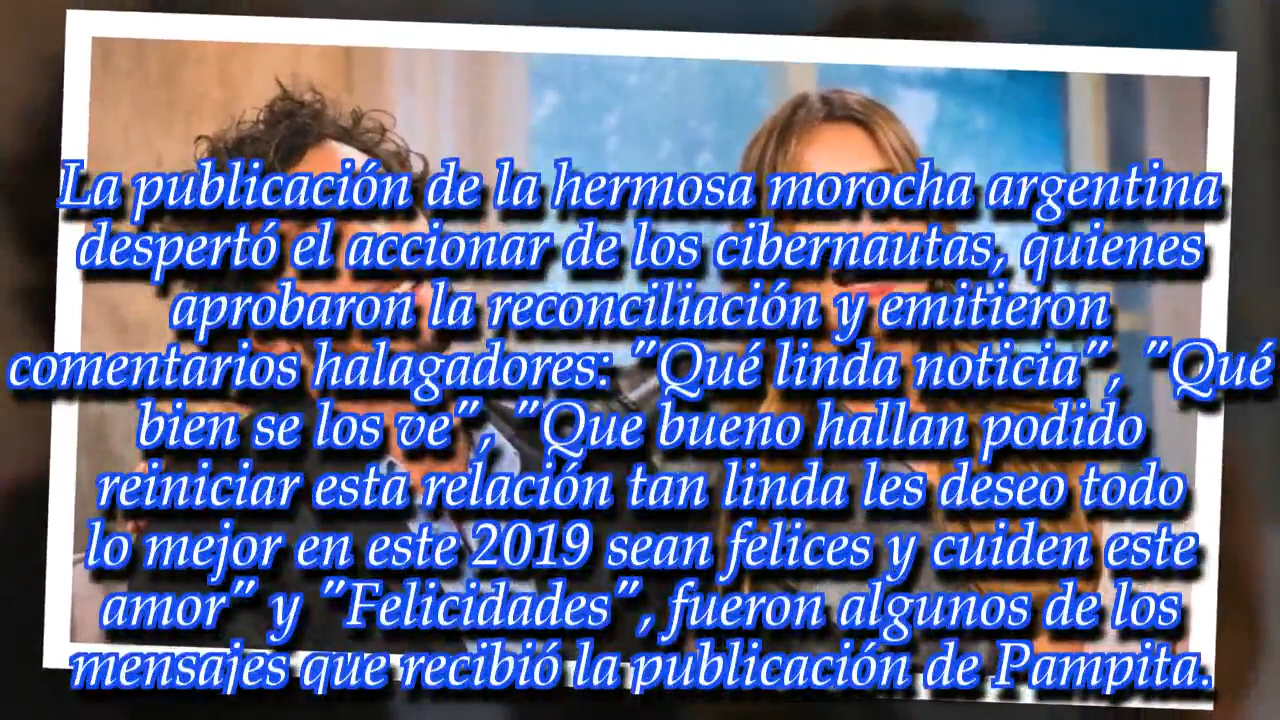 La publicación de la hermosa morocha argentina
despertó el accionar de los cibernautas, quienes
aprobaron la reconciliación y emitieron
comentarios halagadores: "Qué linda noticia", "Qué
bien se los ve", "Que bueno hallan podido
reiniciar esta relación tan linda les deseo todo
lo mejor en este 2019 sean felices y cuiden este
amor" y "Felicidades", fueron algunos de los
mensajes que recibió la publicación de Pampita.